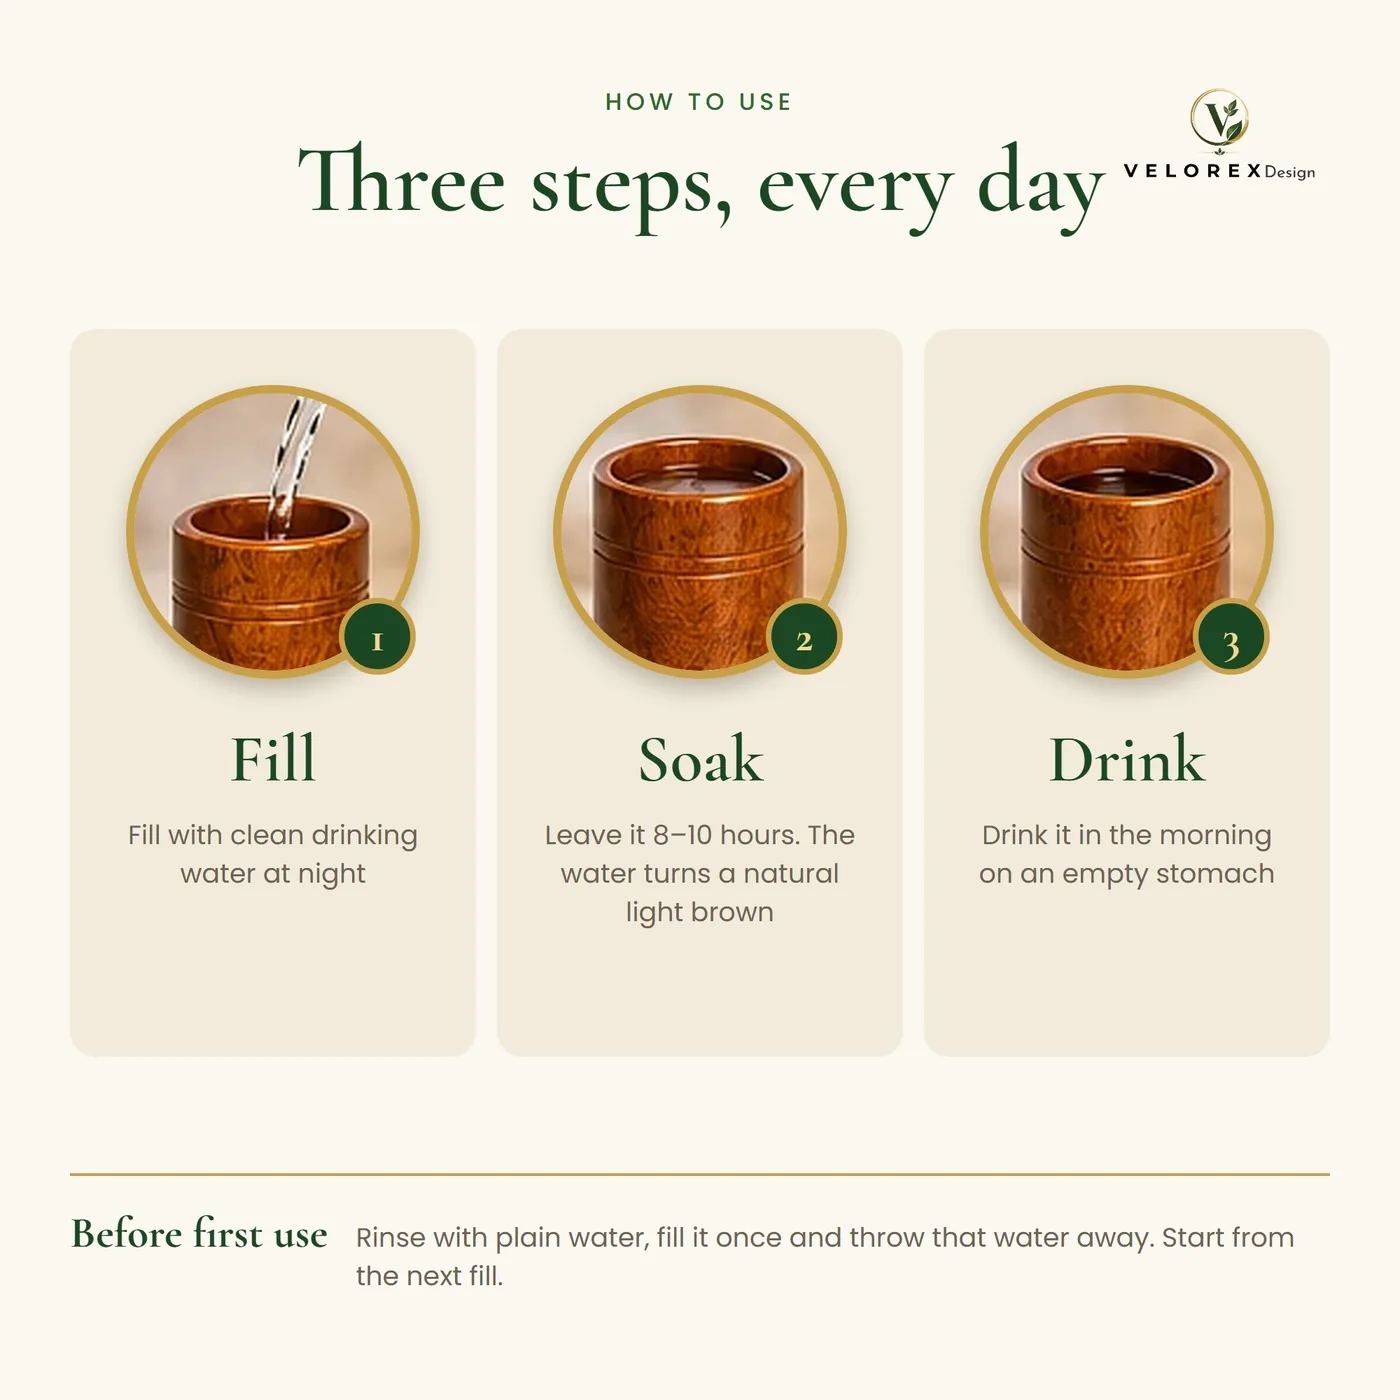 HOW TO USE
Three steps, every day
V
VELOREXDesign
1
2
3
Fill
Fill with clean drinking
water at night
Soak
Leave it 8–10 hours. The
water turns a natural
light brown
Drink
Drink it in the morning
on an empty stomach
Before first use
Rinse with plain water, fill it once and throw that water away. Start from
the next fill.